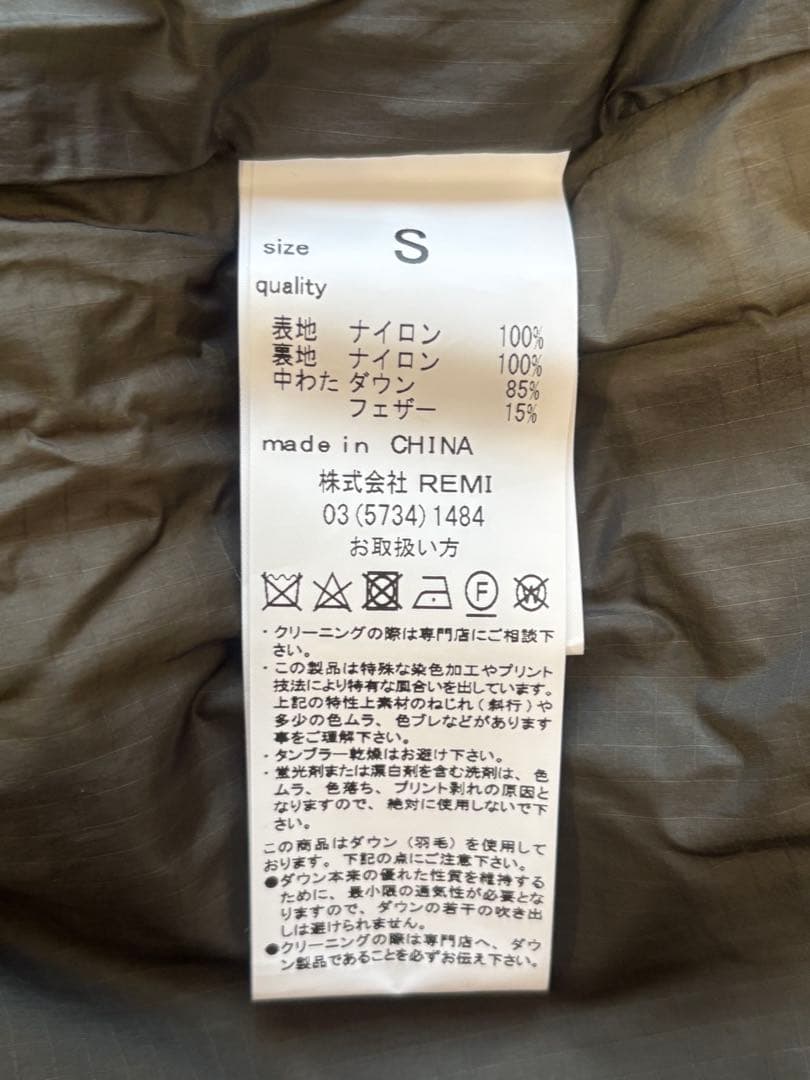 size S
quality
表地 ナイロン 100%
裏地 ナイロン 100%
中わた ダウン 85%
フェザー 15%
made in CHINA
株式会社 REMI
03(5734)1484
お取扱い方
F W
・クリーニングの際は専門店にご相談下
さい。
・この製品は特殊な染色加工やプリント
技法により特有な風合いを出しています。
上記の特性上素材のねじれ(斜行)や
多少の色ムラ、色ブレなどがあります
事をご理解下さい。
・タンブラー乾燥はお避け下さい。
・蛍光剤または漂白剤を含む洗剤は、色
ムラ、色落ち、プリント剥れの原因と
なりますので、絶対に使用しないで下
さい。
この商品はダウン(羽毛)を使用して
おります。下記の点にご注意下さい。
●ダウン本来の優れた性質を維持する
ために、最小限の通気性が必要とな
りますので、ダウンの若干の吹き出
しは避けられません。
●クリーニングの際は専門店へ、ダウ
ン製品であることを必ずお伝え下さい。